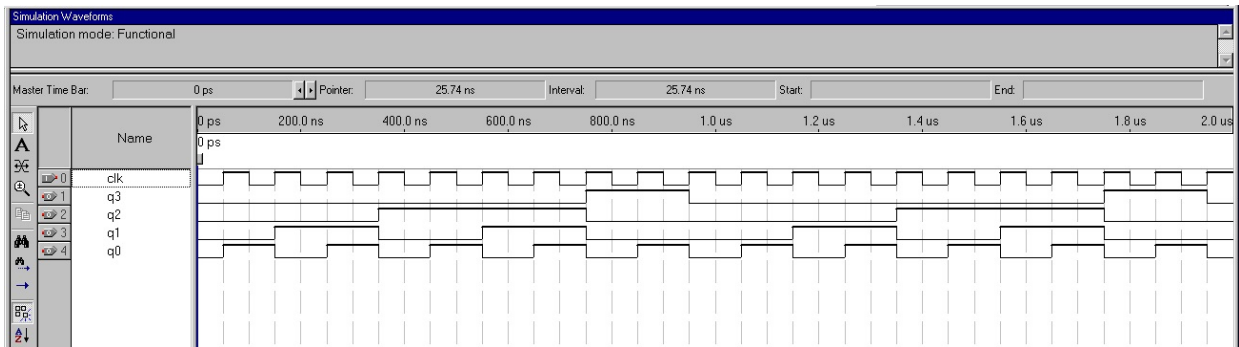 Simulation Waveforms
Simulation mode: Functional
Master Time Bar: 0 ps Pointer: 25.74 ns Interval: 25.74 ns Start: End:
Name 0 ps 200.0 ns 400.0 ns 600.0 ns 800.0 ns 1.0 us 1.2 us 1.4 us 1.6 us 1.8 us 2.0 us
0 ps
0 clk
1 q3
2 q2
3 q1
4 q0